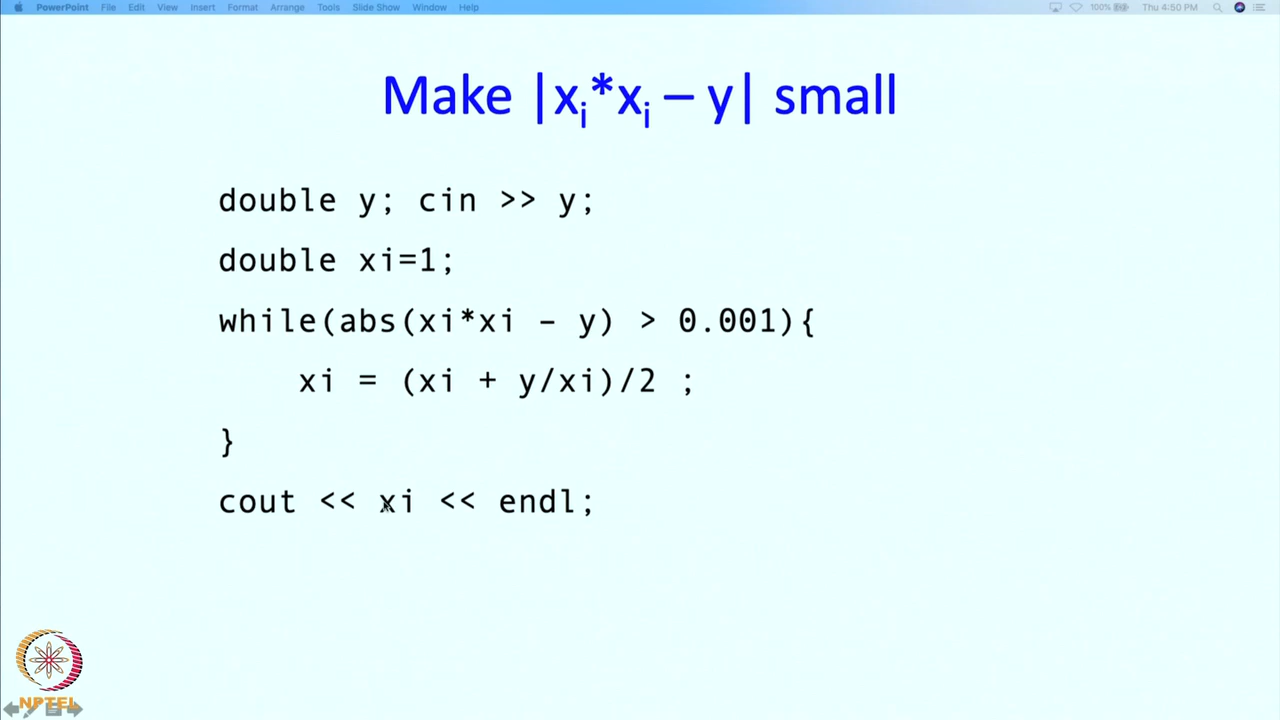 PowerPoint File Edit View Insert Format Arrange Tools Slide Show Window Help 100% Thu 4:50 PM
Make |xi*xi – y| small
double y; cin >> y;
double xi=1;
while(abs(xi*xi – y) > 0.001){
xi = (xi + y/xi)/2 ;
}
cout << xi << endl;
NPTEL